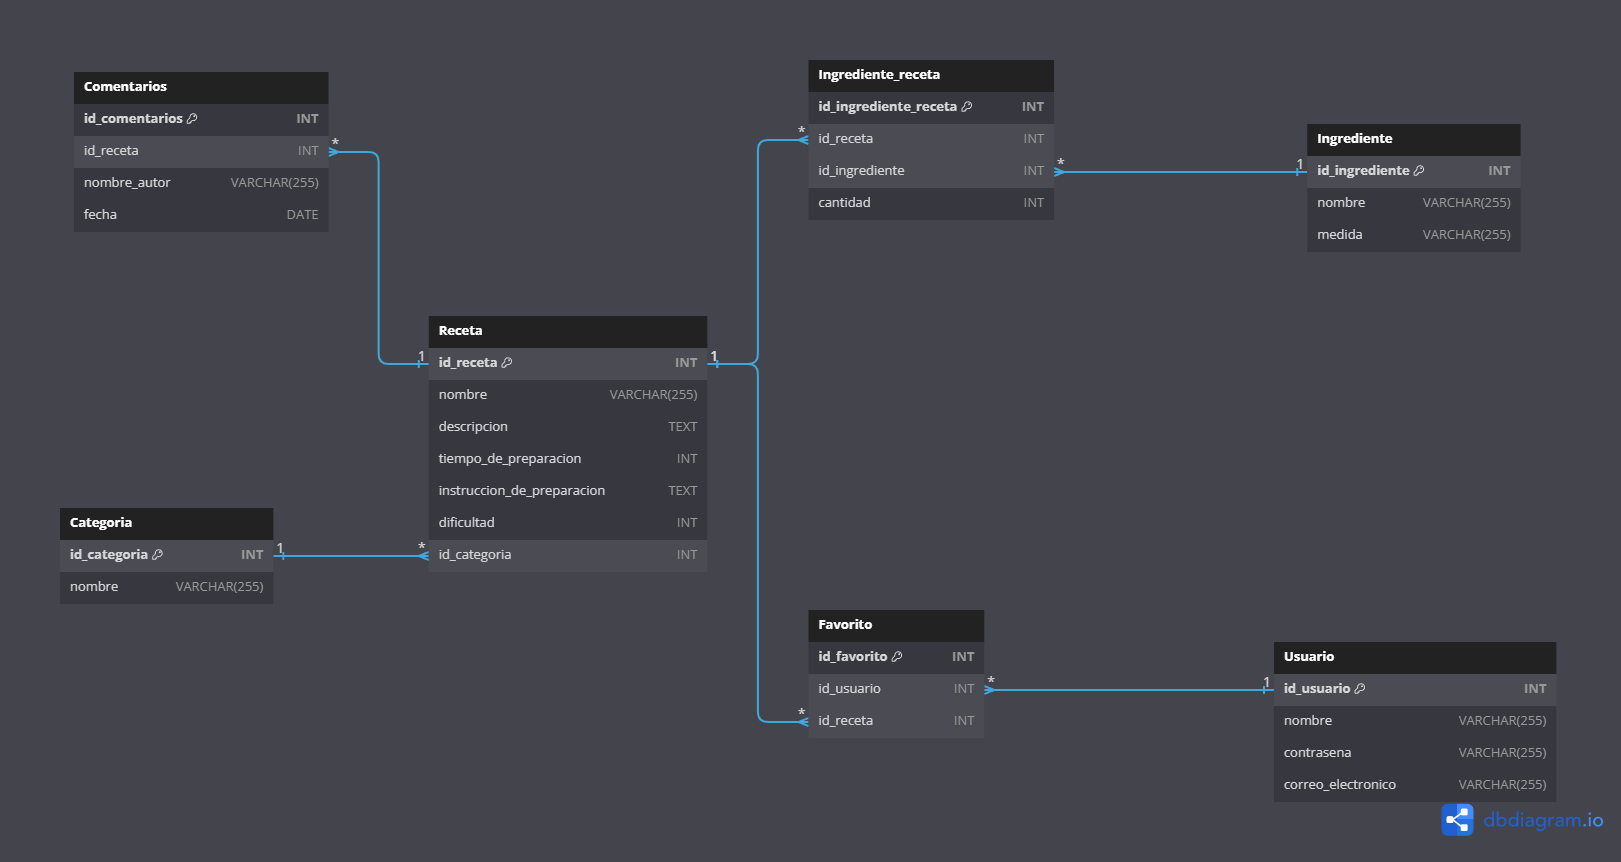 Comentarios
id_comentarios INT
id_receta INT
nombre_autor VARCHAR(255)
fecha DATE
*
1
Ingrediente_receta
id_ingrediente_receta INT
id_receta INT
id_ingrediente INT
cantidad INT
*
*
1
Ingrediente
id_ingrediente INT
nombre VARCHAR(255)
medida VARCHAR(255)
Receta
id_receta INT
nombre VARCHAR(255)
descripcion TEXT
tiempo_de_preparacion INT
instruccion_de_preparacion TEXT
dificultad INT
id_categoria INT
1
Categoria
id_categoria INT
nombre VARCHAR(255)
1
*
Favorito
id_favorito INT
id_usuario INT
id_receta INT
*
*
1
Usuario
id_usuario INT
nombre VARCHAR(255)
contrasena VARCHAR(255)
correo_electronico VARCHAR(255)
dbdiagram.io